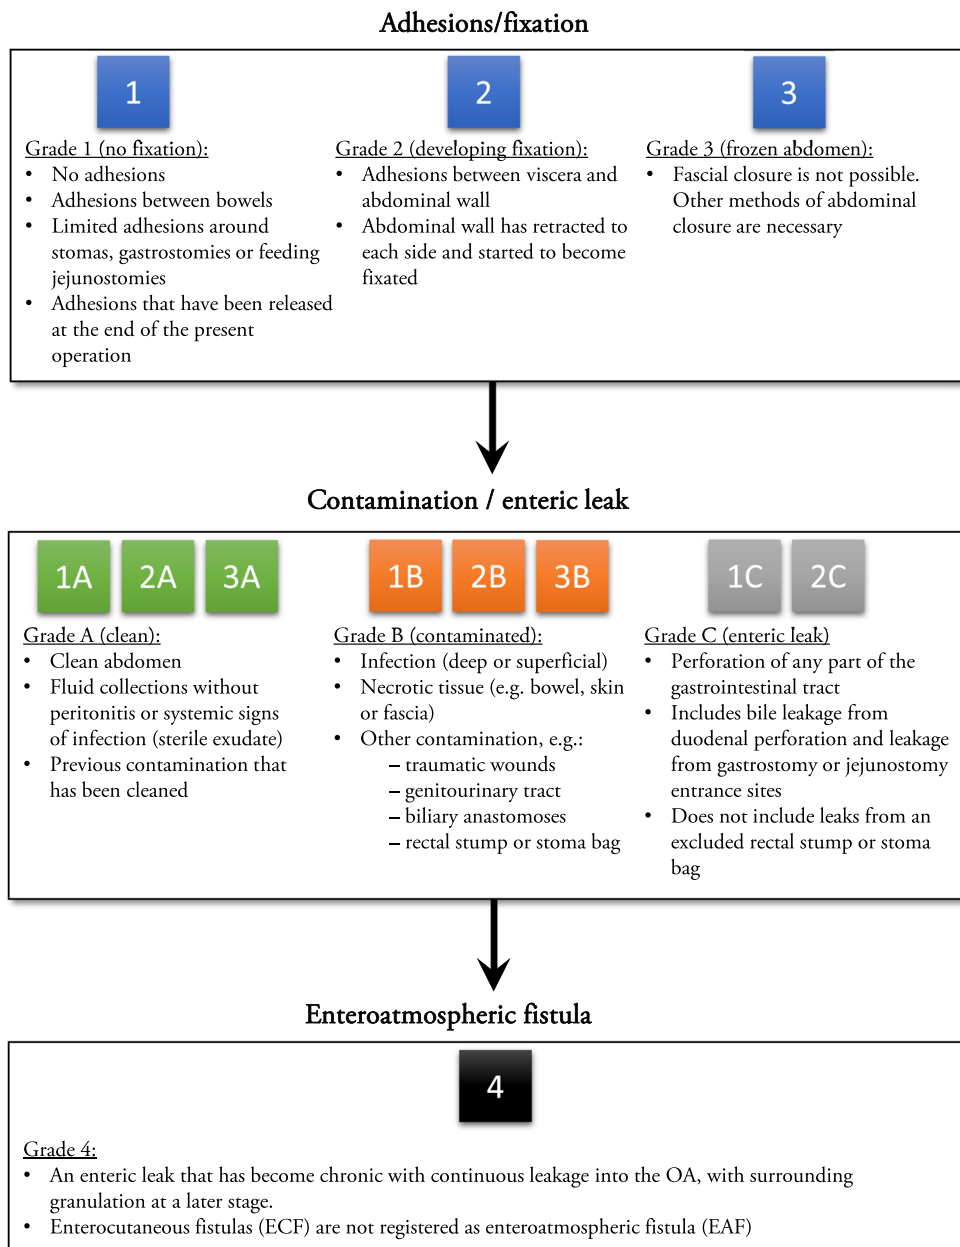 Adhesions/fixation
1
2
3
Grade 1 (no fixation):
• No adhesions
• Adhesions between bowels
• Limited adhesions around
stomas, gastrostomies or feeding
jejunostomies
• Adhesions that have been released
at the end of the present
operation
Grade 2 (developing fixation):
• Adhesions between viscera and
abdominal wall
• Abdominal wall has retracted to
each side and started to become
fixated
Grade 3 (frozen abdomen):
• Fascial closure is not possible.
Other methods of abdominal
closure are necessary
Contamination / enteric leak
1A 2A 3A
1B 2B 3B
1C 2C
Grade A (clean):
• Clean abdomen
• Fluid collections without
peritonitis or systemic signs
of infection (sterile exudate)
• Previous contamination that
has been cleaned
Grade B (contaminated):
• Infection (deep or superficial)
• Necrotic tissue (e.g. bowel, skin
or fascia)
• Other contamination, e.g.:
– traumatic wounds
– genitourinary tract
– biliary anastomoses
– rectal stump or stoma bag
Grade C (enteric leak)
• Perforation of any part of the
gastrointestinal tract
• Includes bile leakage from
duodenal perforation and leakage
from gastrostomy or jejunostomy
entrance sites
• Does not include leaks from an
excluded rectal stump or stoma
bag
Enteroatmospheric fistula
4
Grade 4:
• An enteric leak that has become chronic with continuous leakage into the OA, with surrounding
granulation at a later stage.
• Enterocutaneous fistulas (ECF) are not registered as enteroatmospheric fistula (EAF)